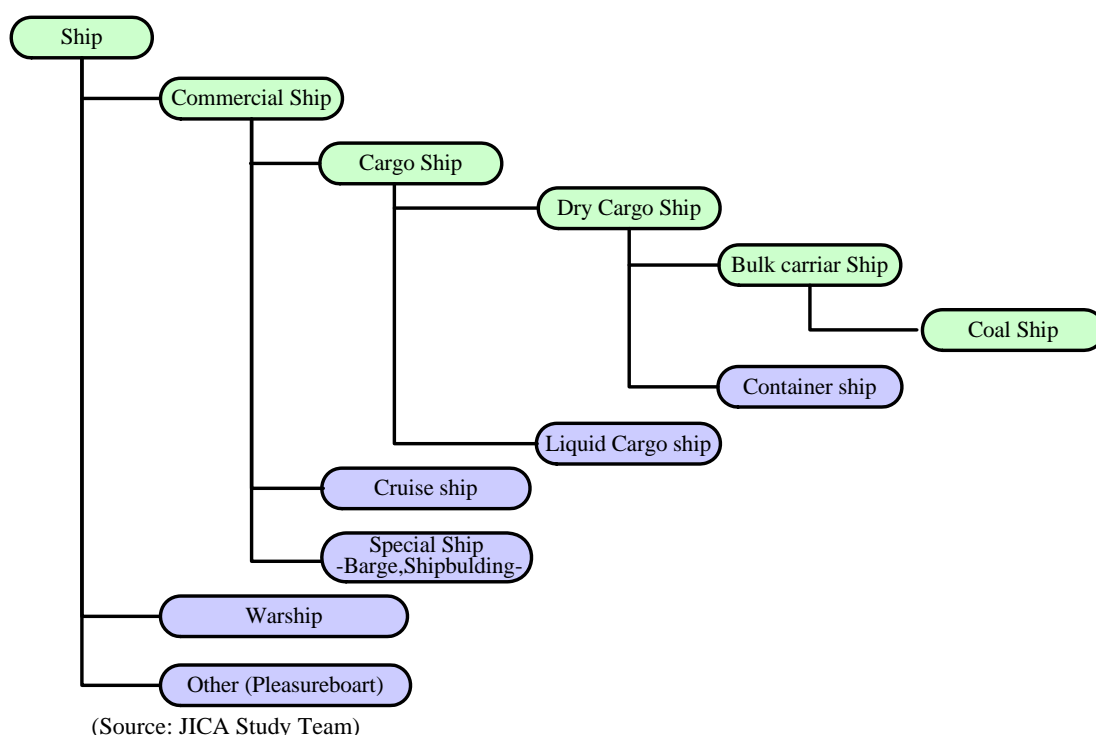 Ship
Commercial Ship
Cargo Ship
Dry Cargo Ship
Bulk carriar Ship
Coal Ship
Container ship
Liquid Cargo ship
Cruise ship
Special Ship
-Barge,Shipbulding-
Warship
Other (Pleasureboart)
(Source: JICA Study Team)